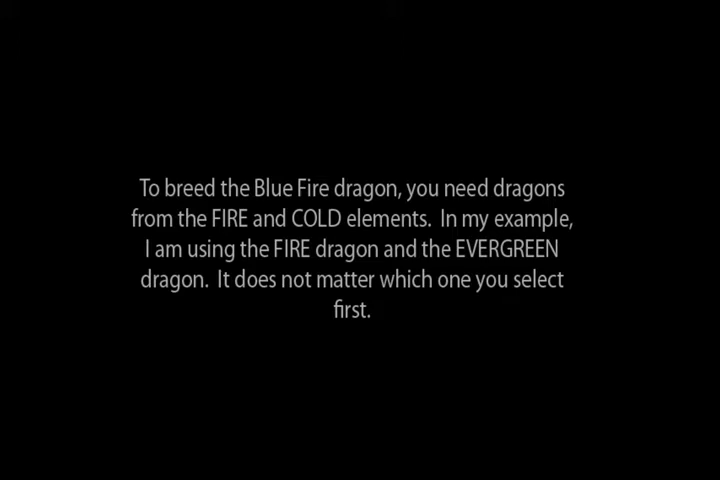 To breed the Blue Fire dragon, you need dragons
from the FIRE and COLD elements.  In my example,
I am using the FIRE dragon and the EVERGREEN
dragon.  It does not matter which one you select
first.